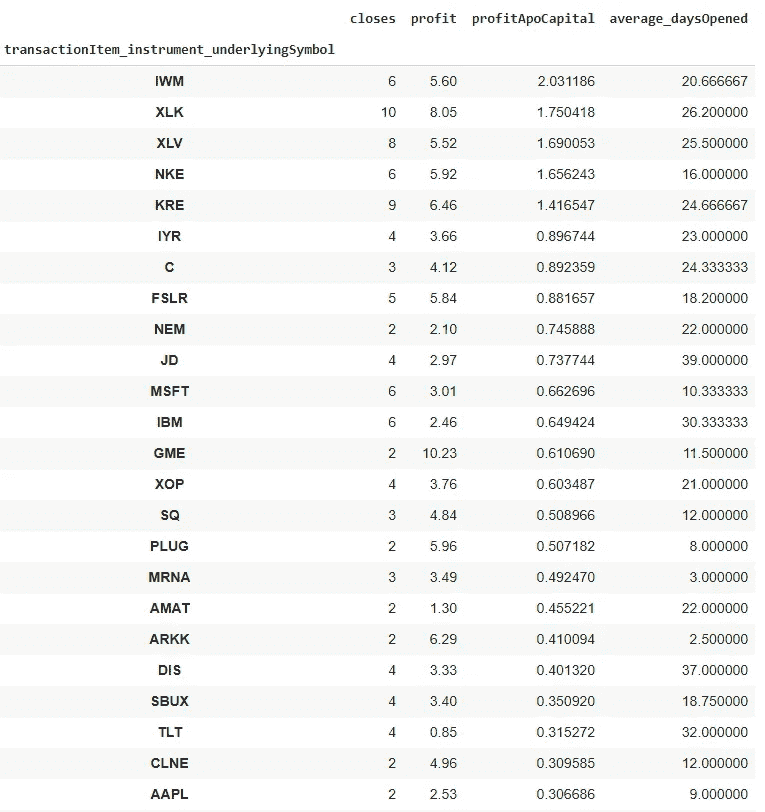 closes profit profitApoCapital average_daysOpened
transactionItem_instrument_underlyingSymbol
IWM 6 5.60 2.031186 20.666667
XLK 10 8.05 1.750418 26.200000
XLV 8 5.52 1.690053 25.500000
NKE 6 5.92 1.656243 16.000000
KRE 9 6.46 1.416547 24.666667
IYR 4 3.66 0.896744 23.000000
C 3 4.12 0.892359 24.333333
FSLR 5 5.84 0.881657 18.200000
NEM 2 2.10 0.745888 22.000000
JD 4 2.97 0.737744 39.000000
MSFT 6 3.01 0.662696 10.333333
IBM 6 2.46 0.649424 30.333333
GME 2 10.23 0.610690 11.500000
XOP 4 3.76 0.603487 21.000000
SQ 3 4.84 0.508966 12.000000
PLUG 2 5.96 0.507182 8.000000
MRNA 3 3.49 0.492470 3.000000
AMAT 2 1.30 0.455221 22.000000
ARKK 2 6.29 0.410094 2.500000
DIS 4 3.33 0.401320 37.000000
SBUX 4 3.40 0.350920 18.750000
TLT 4 0.85 0.315272 32.000000
CLNE 2 4.96 0.309585 12.000000
AAPL 2 2.53 0.306686 9.000000